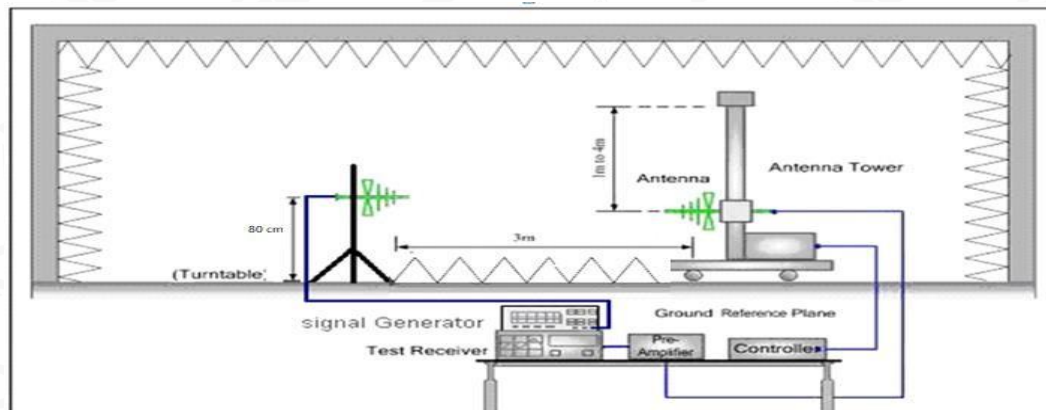 1m to 4m
Antenna Tower
Antenna
80 cm
3m
(Turntable)
Ground Reference Plane
signal Generator
Test Receiver
Pre-
Amplifier
Controller